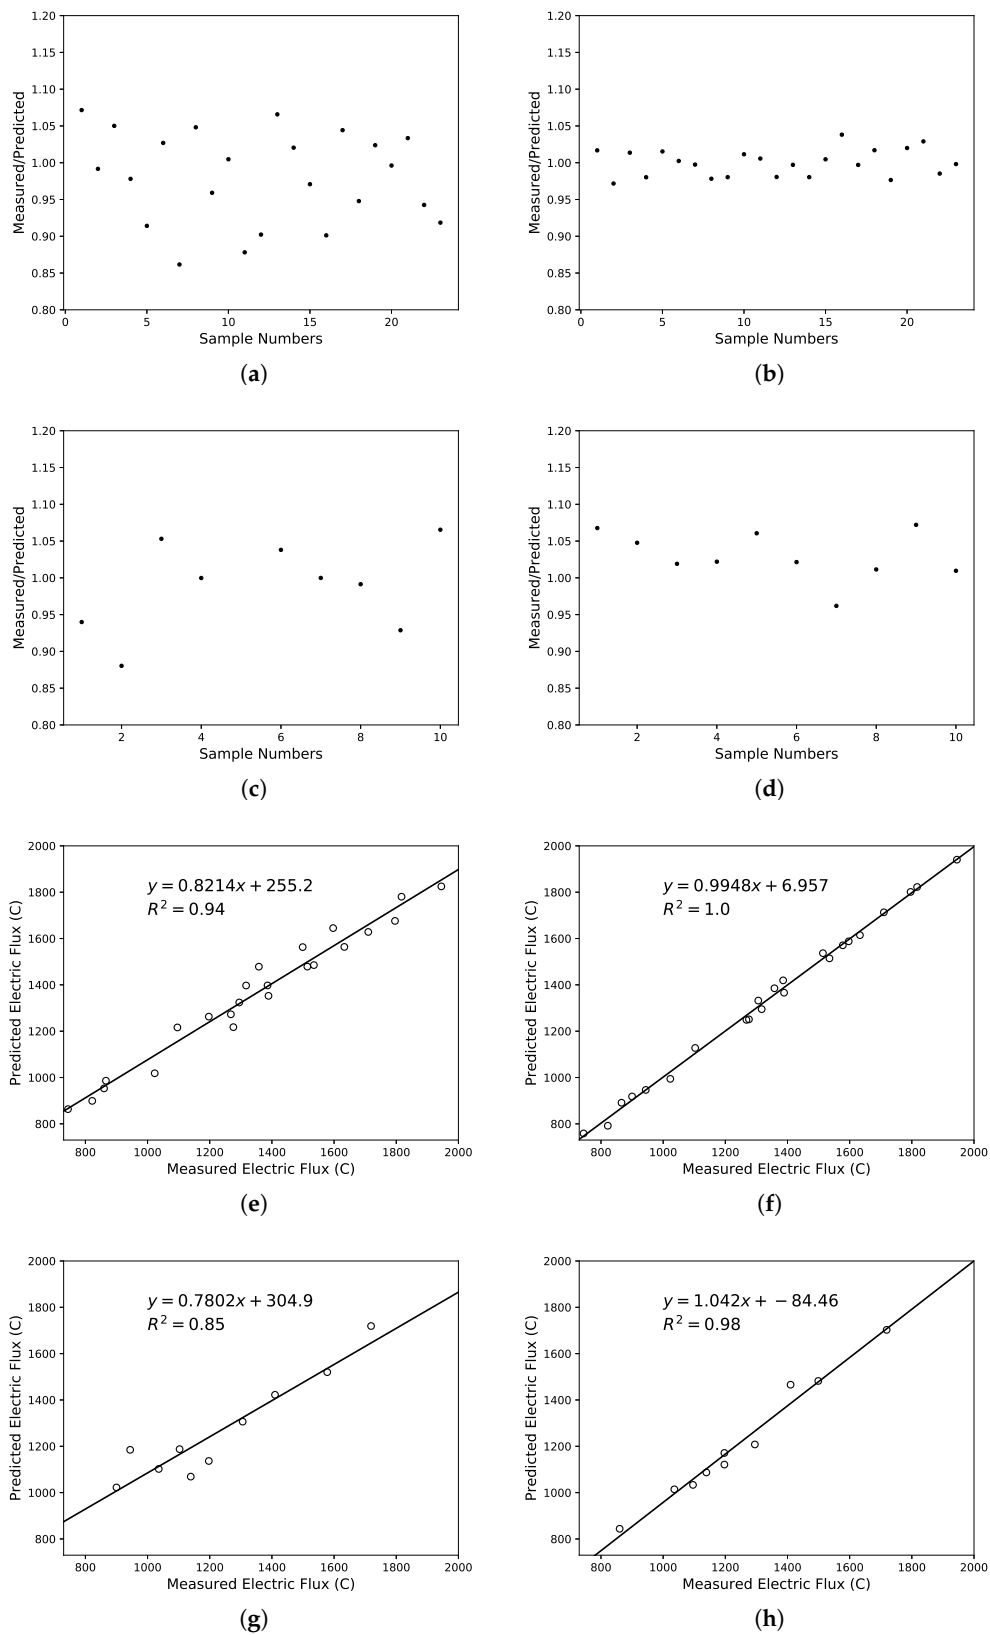 1.20 1.15 1.10 1.05 1.00 0.95 0.90 0.85 0.80
Measured/Predicted
0 5 10 15 20
Sample Numbers
(a)
1.20 1.15 1.10 1.05 1.00 0.95 0.90 0.85 0.80
Measured/Predicted
0 5 10 15 20
Sample Numbers
(b)
1.20 1.15 1.10 1.05 1.00 0.95 0.90 0.85 0.80
Measured/Predicted
2 4 6 8 10
Sample Numbers
(c)
1.20 1.15 1.10 1.05 1.00 0.95 0.90 0.85 0.80
Measured/Predicted
2 4 6 8 10
Sample Numbers
(d)
2000 1800 1600 1400 1200 1000 800
Predicted Electric Flux (C)
y = 0.8214x + 255.2
R² = 0.94
800 1000 1200 1400 1600 1800 2000
Measured Electric Flux (C)
(e)
2000 1800 1600 1400 1200 1000 800
Predicted Electric Flux (C)
y = 0.9948x + 6.957
R² = 1.0
800 1000 1200 1400 1600 1800 2000
Measured Electric Flux (C)
(f)
2000 1800 1600 1400 1200 1000 800
Predicted Electric Flux (C)
y = 0.7802x + 304.9
R² = 0.85
800 1000 1200 1400 1600 1800 2000
Measured Electric Flux (C)
(g)
2000 1800 1600 1400 1200 1000 800
Predicted Electric Flux (C)
y = 1.042x + −84.46
R² = 0.98
800 1000 1200 1400 1600 1800 2000
Measured Electric Flux (C)
(h)